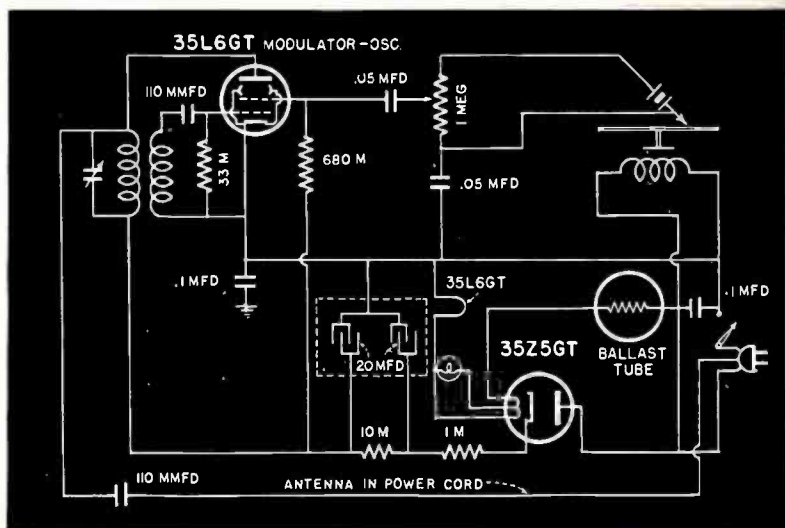 35L6GT MODULATOR-OSC.
110 MMFD
.05 MFD
1 MEG
33 M
680 M
.05 MFD
.1 MFD
35L6GT
.1 MFD
20 MFD
35Z5GT
BALLAST
TUBE
10 M
1 M
110 MMFD
ANTENNA IN POWER CORD